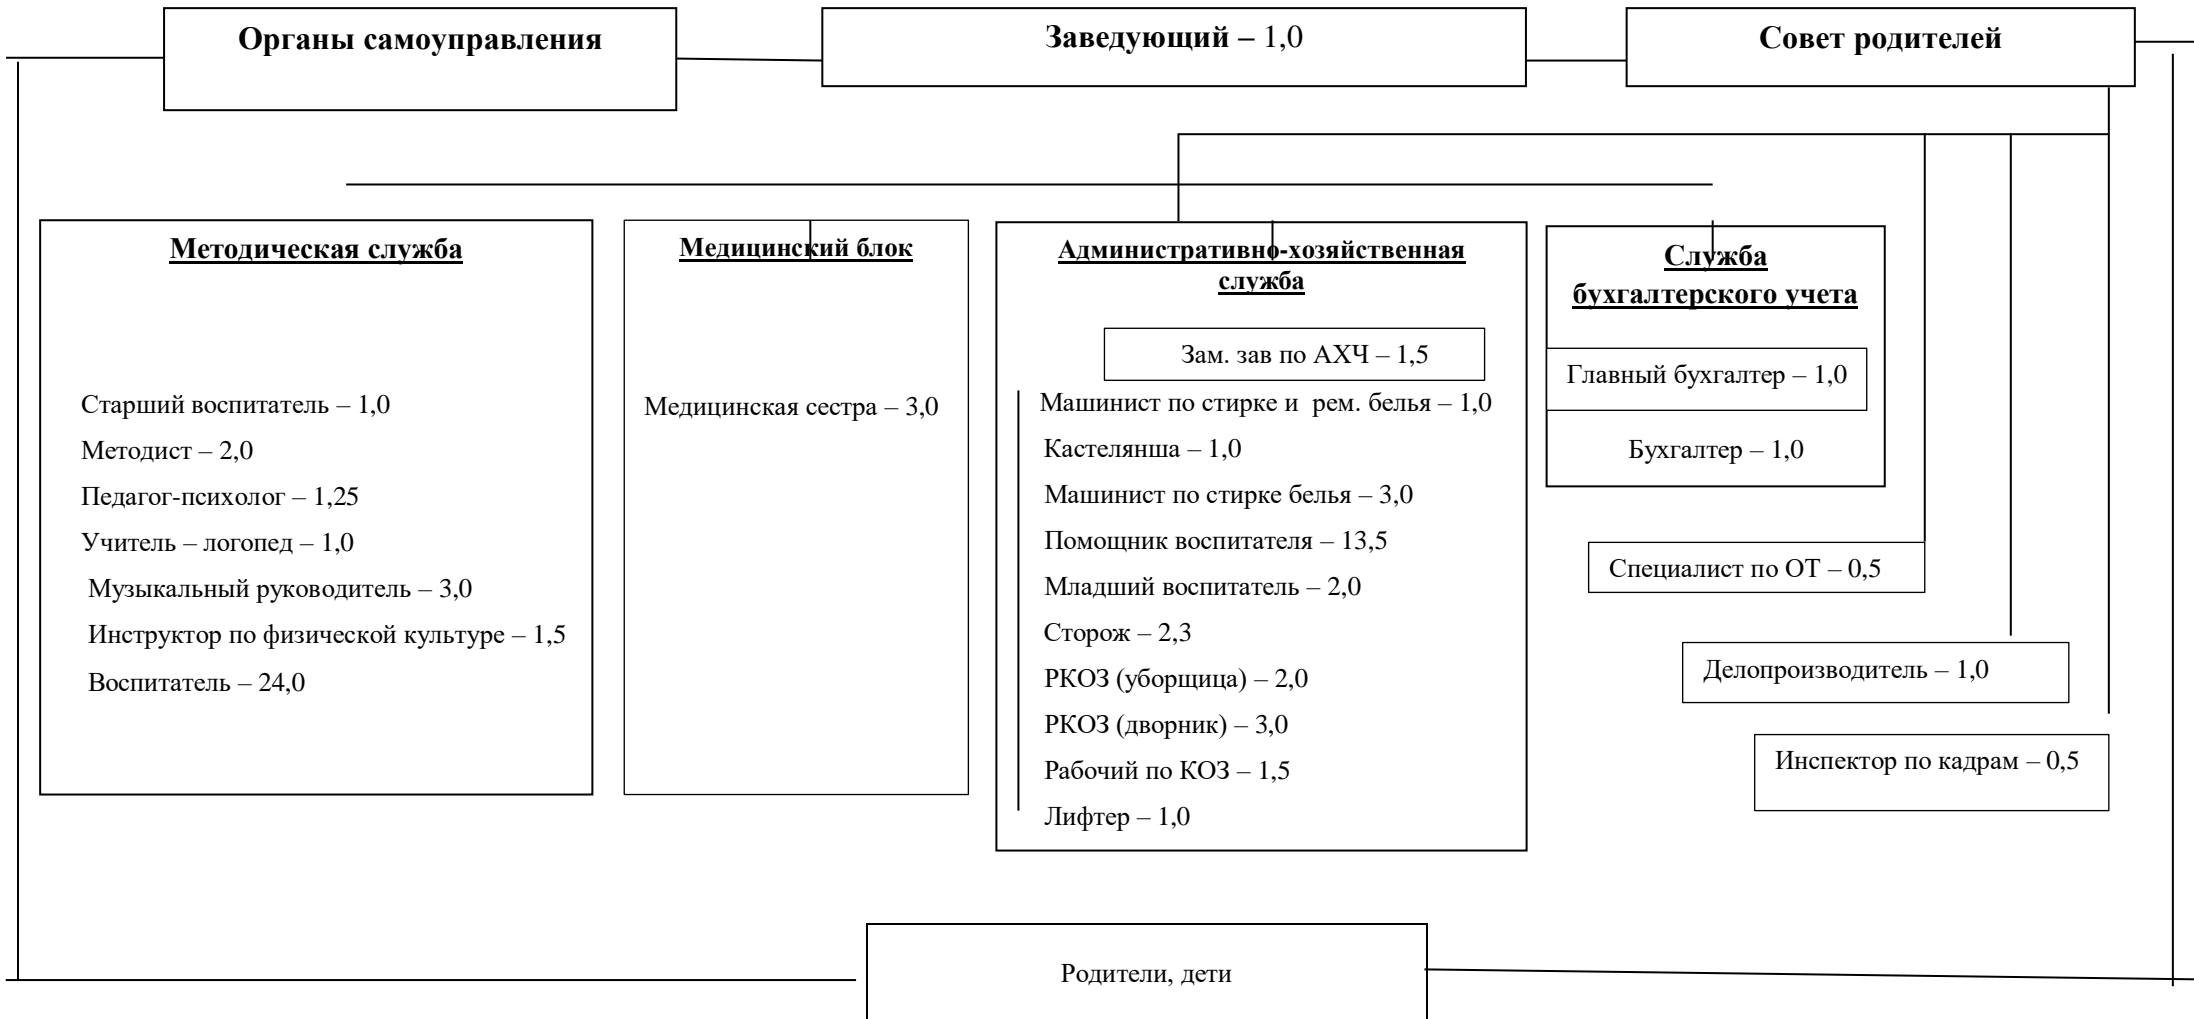 Органы самоуправления
Заведующий – 1,0
Совет родителей
Методическая служба
Старший воспитатель – 1,0
Методист – 2,0
Педагог-психолог – 1,25
Учитель – логопед – 1,0
Музыкальный руководитель – 3,0
Инструктор по физической культуре – 1,5
Воспитатель – 24,0
Медицинский блок
Медицинская сестра – 3,0
Административно-хозяйственная
служба
Зам. зав по АХЧ – 1,5
Машинист по стирке и рем. белья – 1,0
Кастелянша – 1,0
Машинист по стирке белья – 3,0
Помощник воспитателя – 13,5
Младший воспитатель – 2,0
Сторож – 2,3
РКОЗ (уборщица) – 2,0
РКОЗ (дворник) – 3,0
Рабочий по КОЗ – 1,5
Лифтер – 1,0
Служба
бухгалтерского учета
Главный бухгалтер – 1,0
Бухгалтер – 1,0
Специалист по ОТ – 0,5
Делопроизводитель – 1,0
Инспектор по кадрам – 0,5
Родители, дети